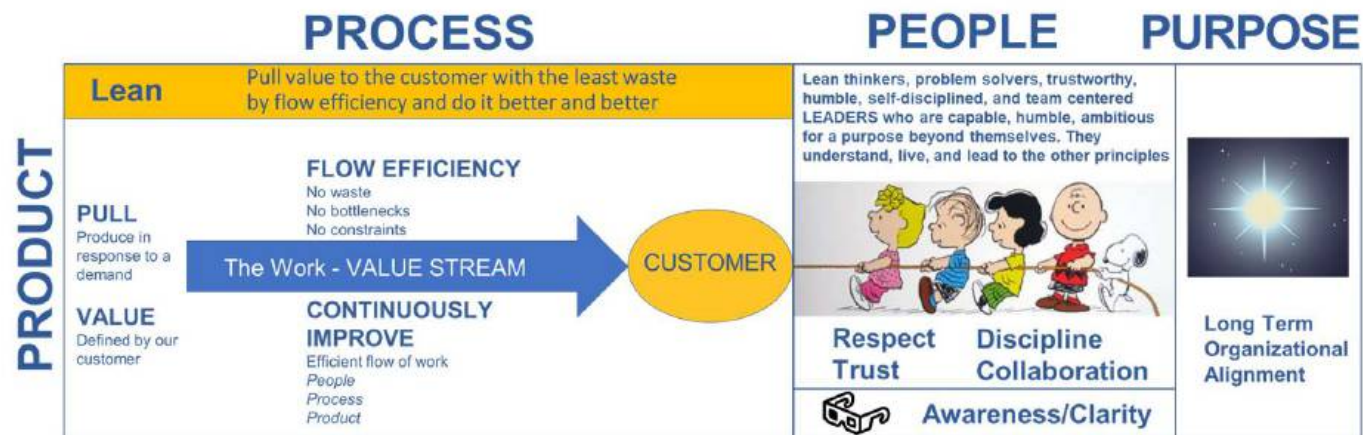 PROCESS
PEOPLE
PURPOSE
PRODUCT
Lean
Pull value to the customer with the least waste
by flow efficiency and do it better and better
PULL
Produce in
response to a
demand
VALUE
Defined by our
customer
FLOW EFFICIENCY
No waste
No bottlenecks
No constraints
The Work - VALUE STREAM
CONTINUOUSLY
IMPROVE
Efficient flow of work
People
Process
Product
CUSTOMER
Lean thinkers, problem solvers, trustworthy,
humble, self-disciplined, and team centered
LEADERS who are capable, humble, ambitious
for a purpose beyond themselves. They
understand, live, and lead to the other principles
Respect
Trust
Discipline
Collaboration
Awareness/Clarity
Long Term
Organizational
Alignment